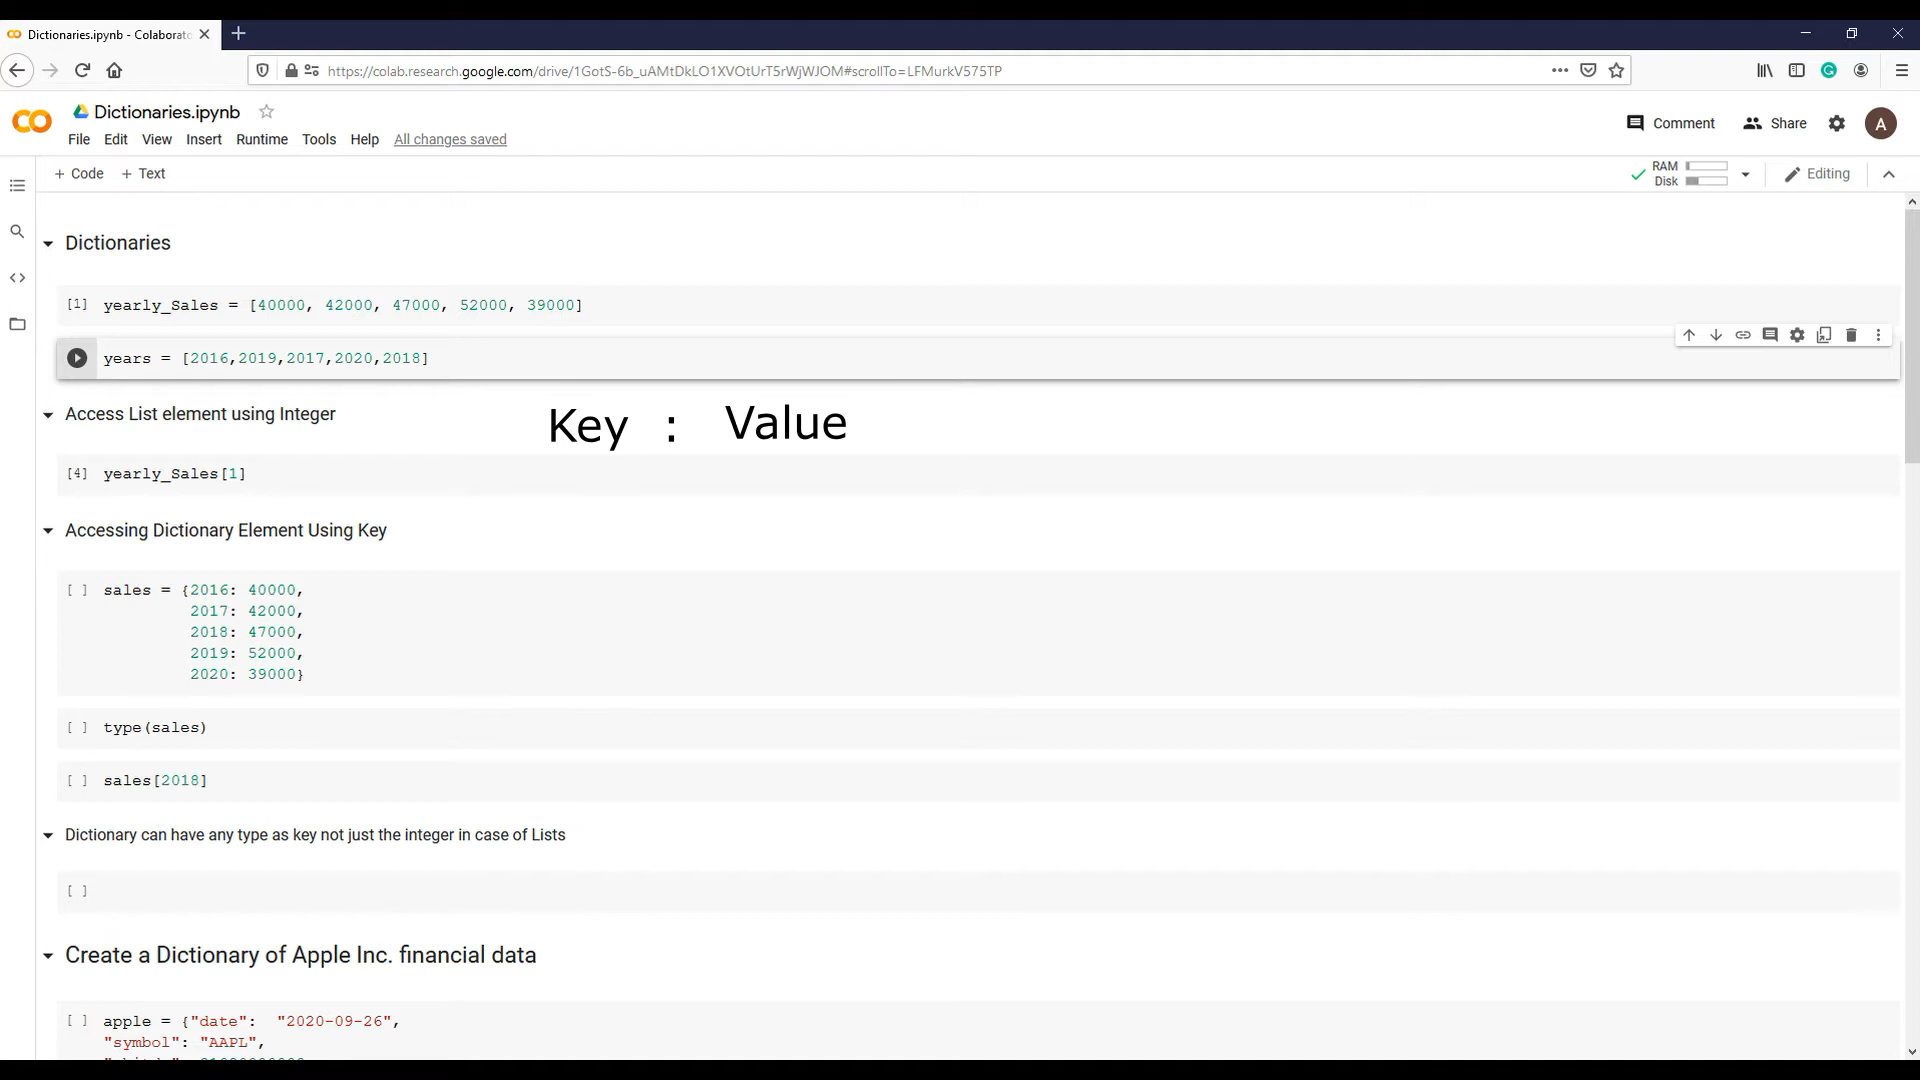 Dictionaries.ipynb - Colaborato
https://colab.research.google.com/drive/1GotS-6b_uAMtDkLO1XVOtUrT5rWjWJOM#scrollTo=LFMurkV575TP
Dictionaries.ipynb
File Edit View Insert Runtime Tools Help All changes saved
Comment Share A
+ Code + Text
RAM
Disk
Editing
Dictionaries
[1] yearly_Sales = [40000, 42000, 47000, 52000, 39000]
years = [2016,2019,2017,2020,2018]
Access List element using Integer
Key : Value
[4] yearly_Sales[1]
Accessing Dictionary Element Using Key
[ ] sales = {2016: 40000,
2017: 42000,
2018: 47000,
2019: 52000,
2020: 39000}
[ ] type(sales)
[ ] sales[2018]
Dictionary can have any type as key not just the integer in case of Lists
[ ]
Create a Dictionary of Apple Inc. financial data
[ ] apple = {"date": "2020-09-26",
"symbol": "AAPL",